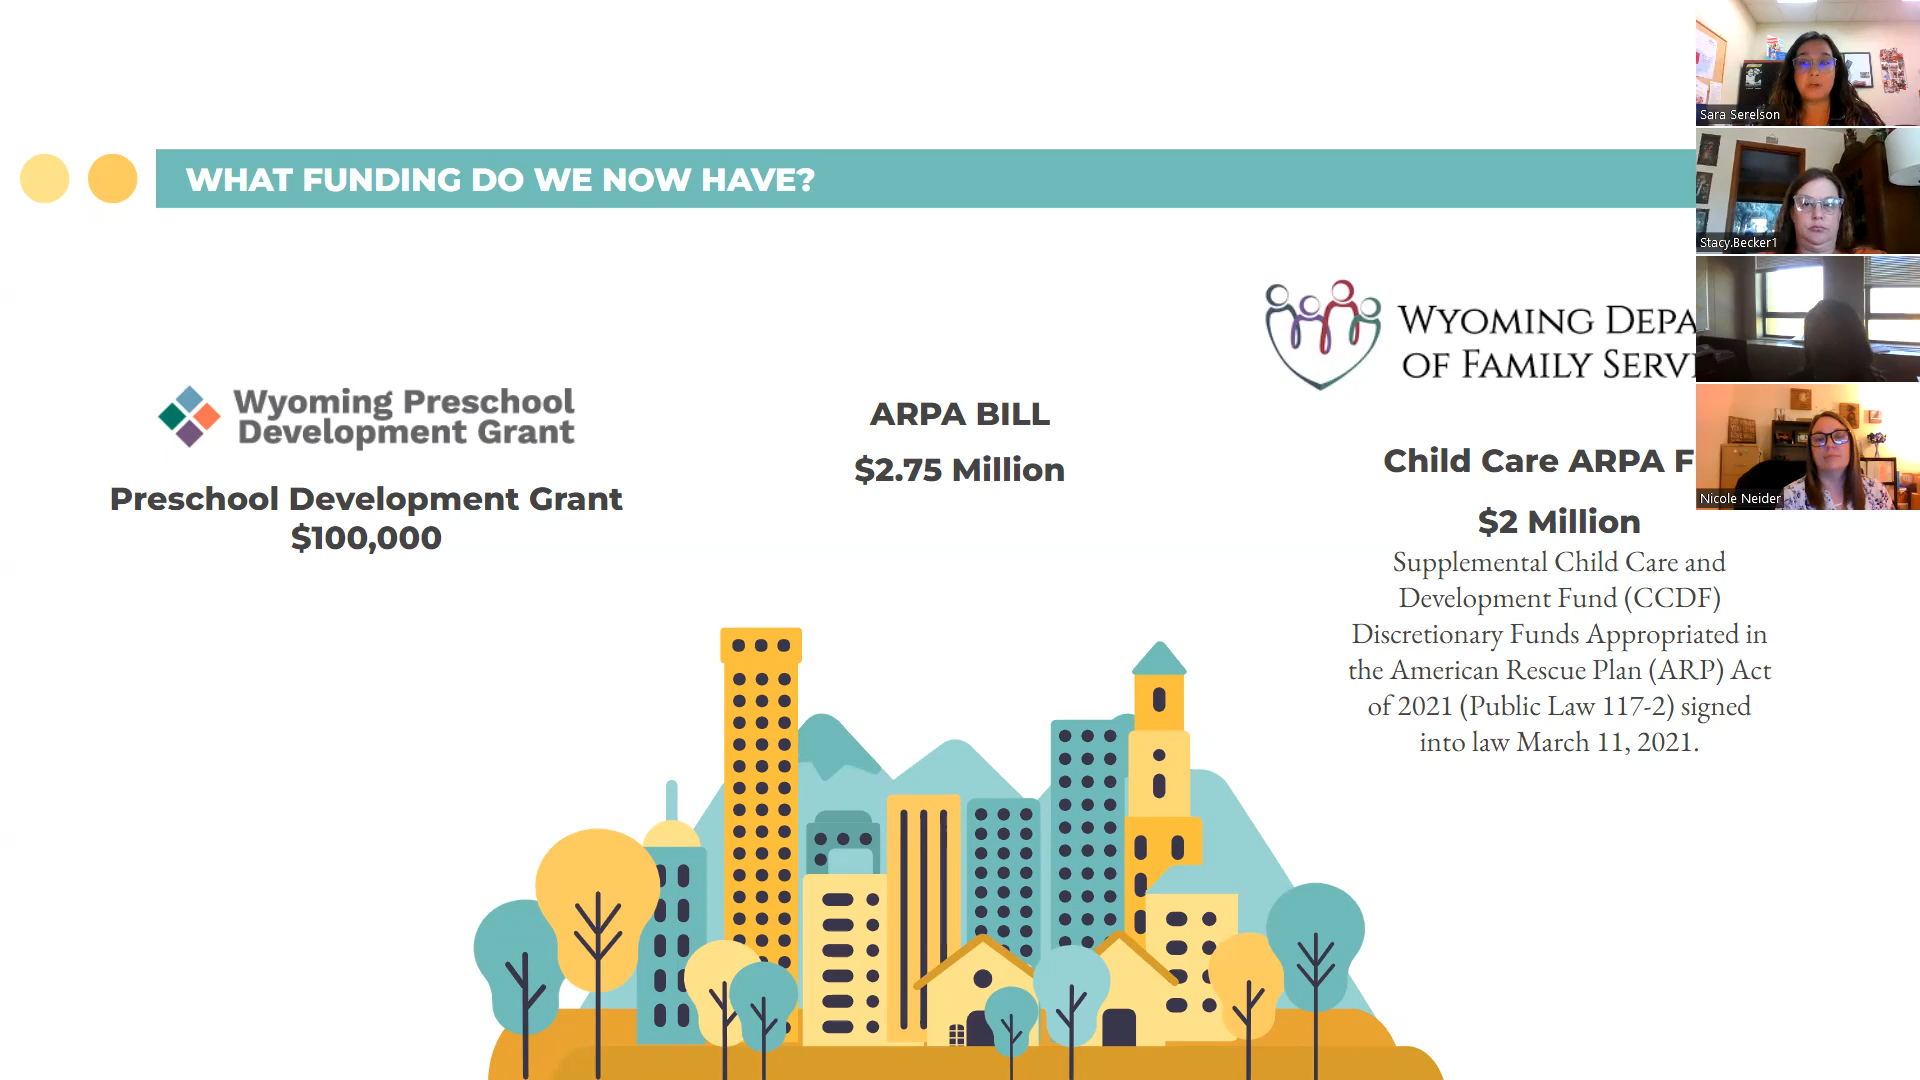 WHAT FUNDING DO WE NOW HAVE?
Wyoming Preschool
Development Grant
Preschool Development Grant
$100,000
ARPA BILL
$2.75 Million
WYOMING DEPA
OF FAMILY SERVI
Child Care ARPA F
$2 Million
Supplemental Child Care and
Development Fund (CCDF)
Discretionary Funds Appropriated in
the American Rescue Plan (ARP) Act
of 2021 (Public Law 117-2) signed
into law March 11, 2021.
Sara Serelson
Stacy.Becker1
Nicole Neider